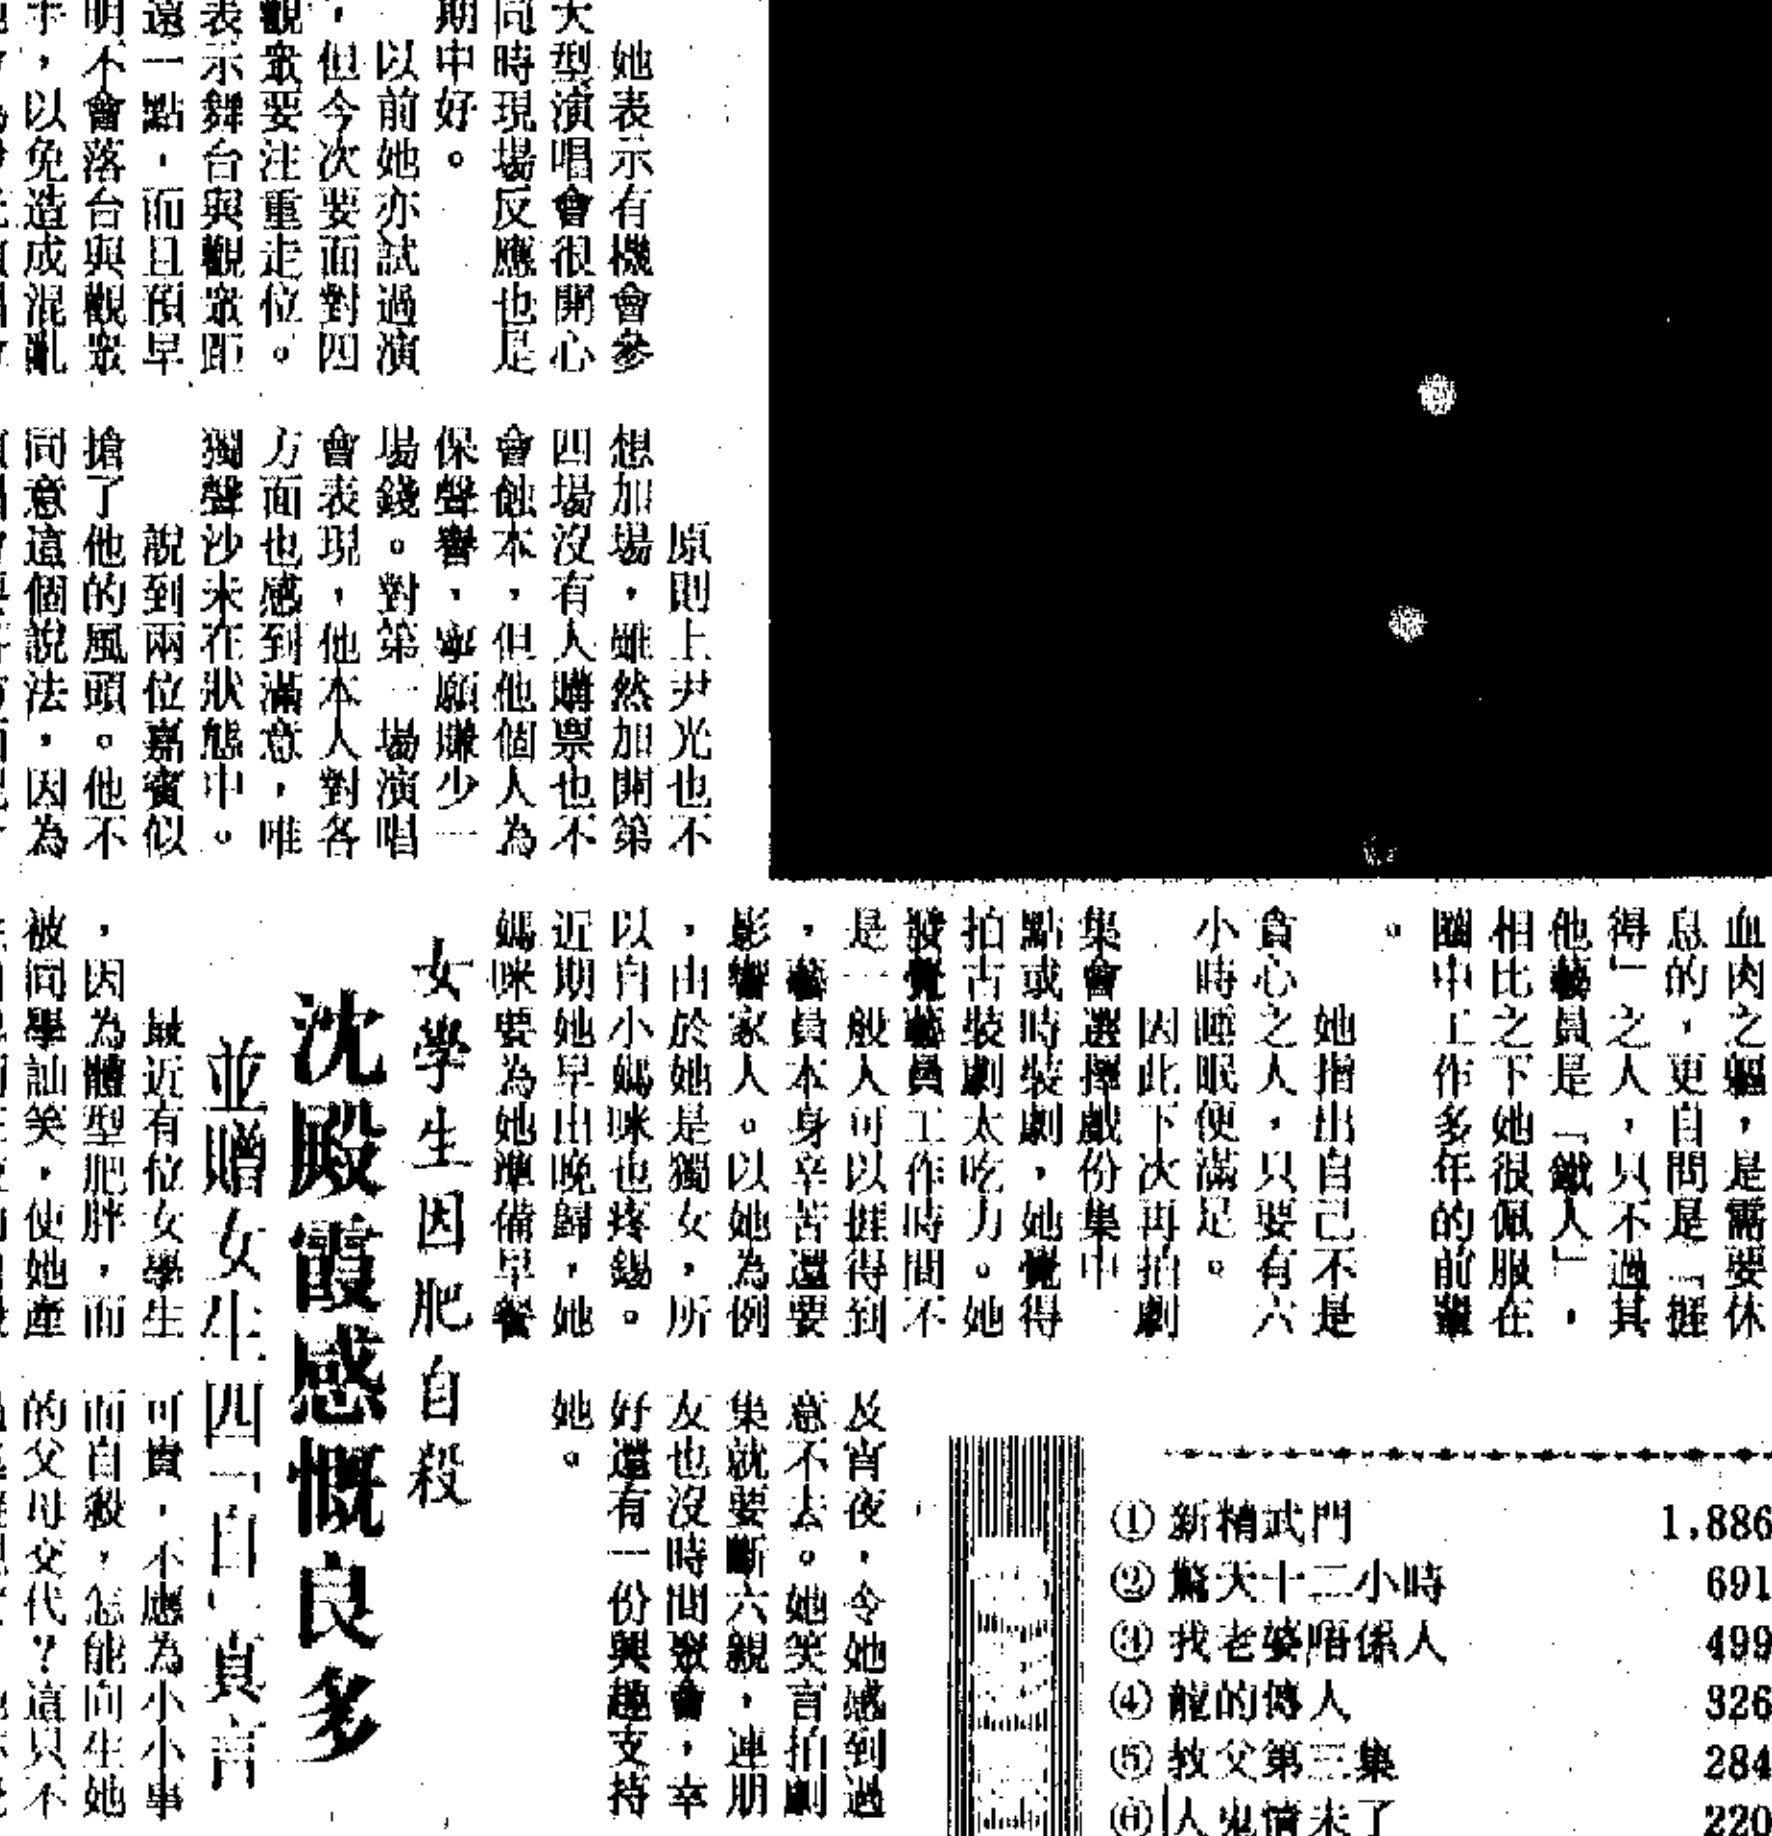 她表示有機會參
大型演唱會很開心
同時現場反應也是
期中好。
以前她亦試過演
，但今次要面對四
觀眾要注重走位。
表示舞台與觀眾距
遠一點，而且預早
明不會落台與觀眾
手，以免造成混亂
原則上尹光也不
想加場，雖然加開第
四場沒有人購票也不
會蝕本，但他個人為
保聲譽，寧願賺少一
場錢。對第一場演唱
會表現，他本人對各
方面也感到滿意，唯
獨聲沙未在狀態中。
說到兩位嘉賓似
搶了他的風頭。他不
同意這個說法，因為
血肉之軀，是需要休
息的，更自問是「捱
得」之人，只不過其
他藝員是「鐵人」，
相比之下她很佩服在
圈中工作多年的前輩
。
她指出自己不是
貪心之人，只要有六
小時睡眠便滿足。
因此下次再拍劇
集會選擇戲份集中
點或時裝劇，她覺得
拍古裝劇太吃力。她
發覺藝員工作時間不
是一般人可以捱得到
，藝員本身辛苦還要
影響家人。以她為例
，由於她是獨女，所
以自小媽咪也疼錫。
近期她早出晚歸，她
媽咪要為她準備早餐
及宵夜，令她感到過
意不去。她笑言拍劇
集就要斷六親，連朋
友也沒時間聚會，幸
好還有一份興趣支持
她。
女學生因肥自殺
沈殿霞感慨良多
並贈女生四「自」真言
最近有位女學生
，因為體型肥胖，而
被同學訕笑，使她產
可貴，不應為小小事
而自殺，怎能向生她
的父母交代？這只不
① 新精武門 1,886
② 驚天十二小時 691
③ 我老婆唔係人 499
④ 龍的傳人 326
⑤ 教父第三集 284
⑥ 人鬼情未了 220